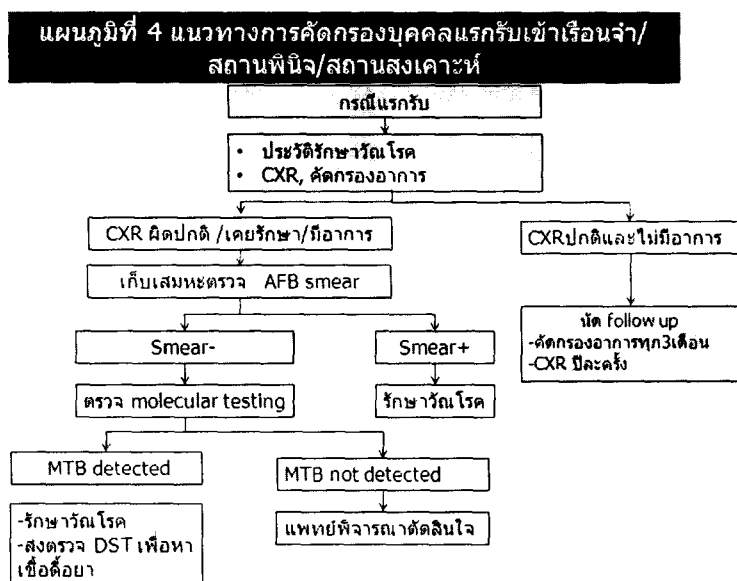 แผนภูมิที่ 4 แนวทางการคัดกรองบุคคลแรกรับเข้าเรือนจำ/
สถานพินิจ/สถานสงเคาะห์
กรณีแรกรับ
• ประวัติรักษาวัณโรค
• CXR, คัดกรองอาการ
CXR ผิดปกติ /เคยรักษา/มีอาการ
CXRปกติและไม่มีอาการ
เก็บเสมหะตรวจ AFB smear
นัด follow up
-คัดกรองอาการทุก3เดือน
-CXR ปีละครั้ง
Smear-
Smear+
ตรวจ molecular testing
รักษาวัณโรค
MTB detected
MTB not detected
-รักษาวัณโรค
-ส่งตรวจ DST เพื่อหา
เชื้อดื้อยา
แพทย์พิจารณาตัดสินใจ